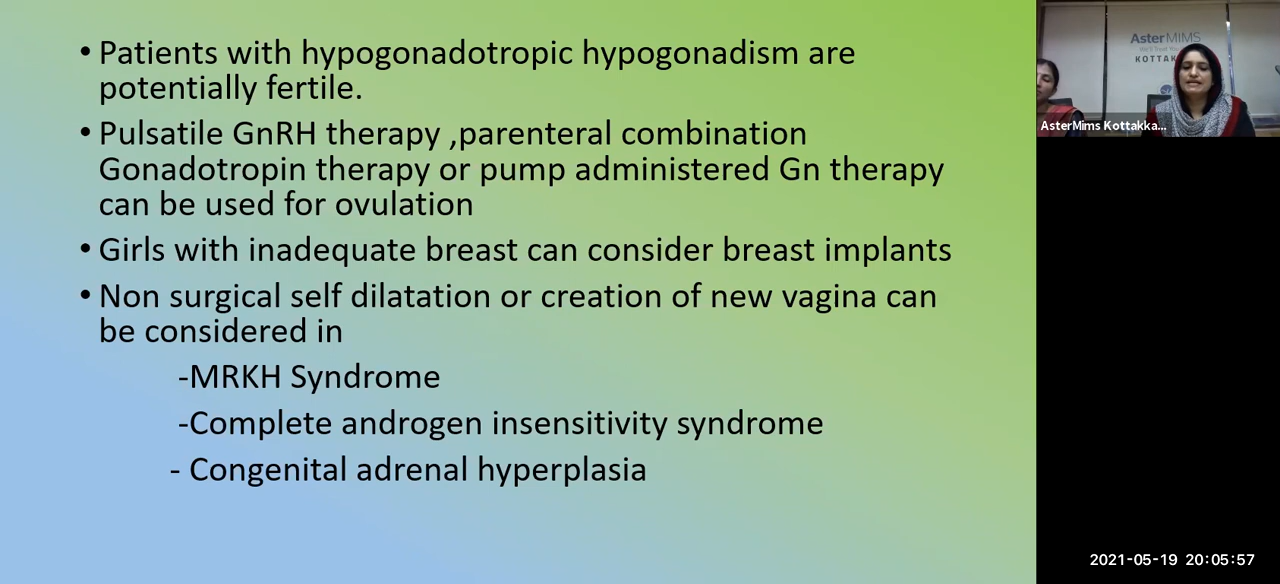 • Patients with hypogonadotropic hypogonadism are
potentially fertile.
• Pulsatile GnRH therapy ,parenteral combination
Gonadotropin therapy or pump administered Gn therapy
can be used for ovulation
• Girls with inadequate breast can consider breast implants
• Non surgical self dilatation or creation of new vagina can
be considered in
-MRKH Syndrome
-Complete androgen insensitivity syndrome
- Congenital adrenal hyperplasia
AsterMIMS
AsterMims Kottakka...
2021-05-19 20:05:57